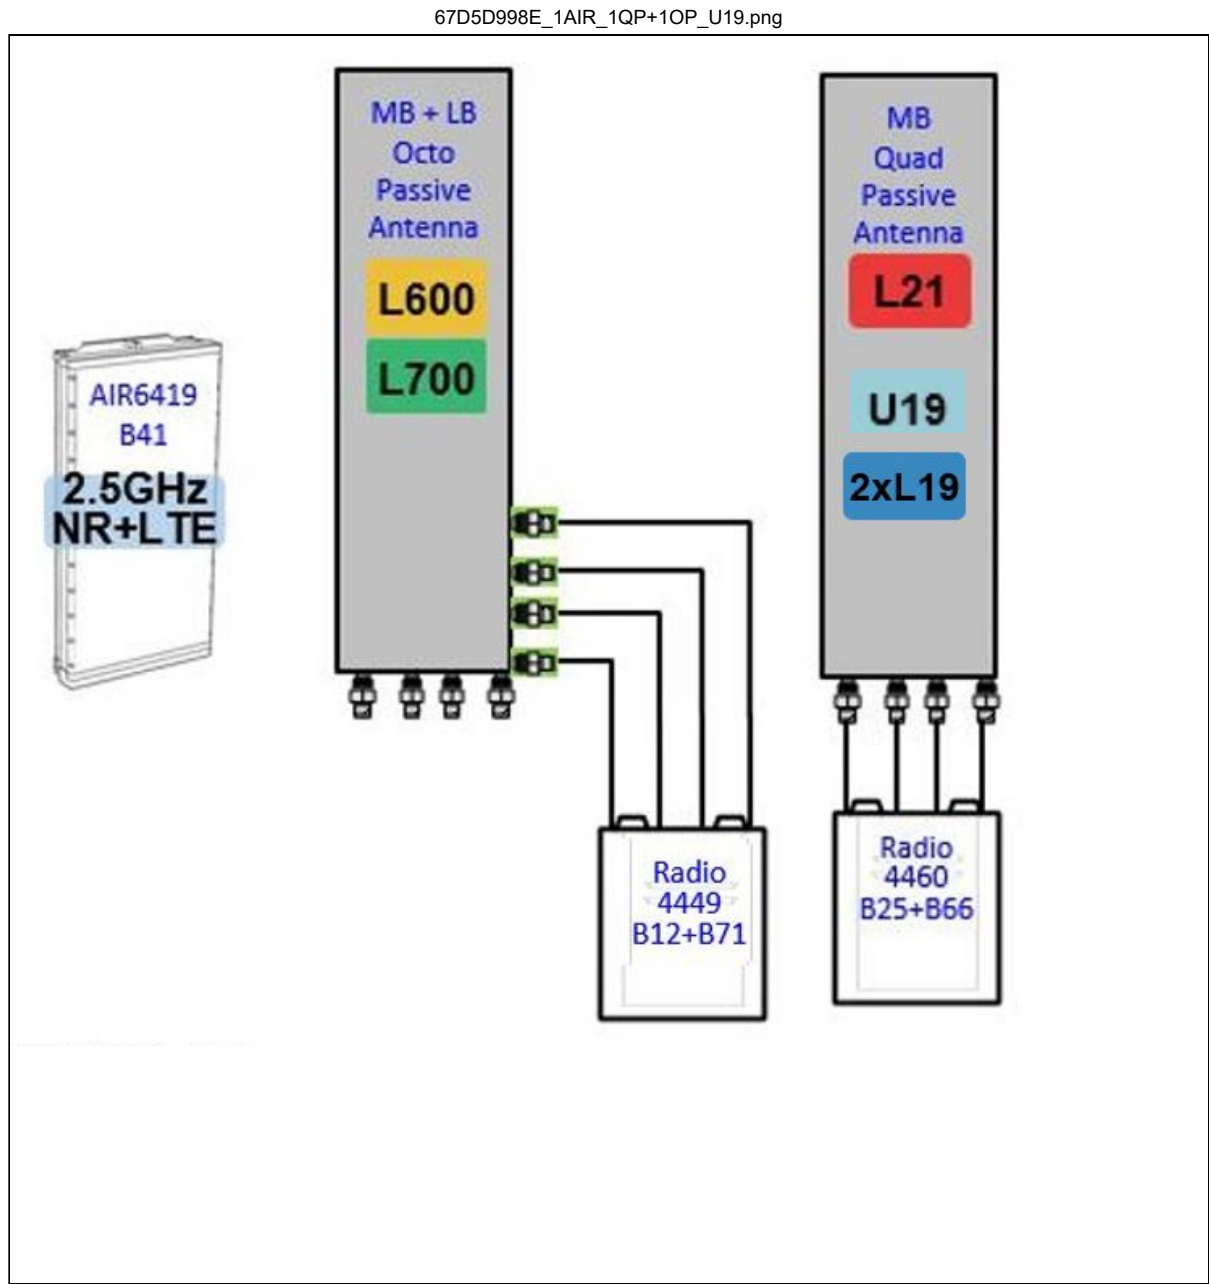 67D5D998E_1AIR_1QP+1OP_U19.png
AIR6419
B41
2.5GHz
NR+LTE
MB + LB
Octo
Passive
Antenna
L600
L700
MB
Quad
Passive
Antenna
L21
U19
2xL19
Radio
4449
B12+B71
Radio
4460
B25+B66